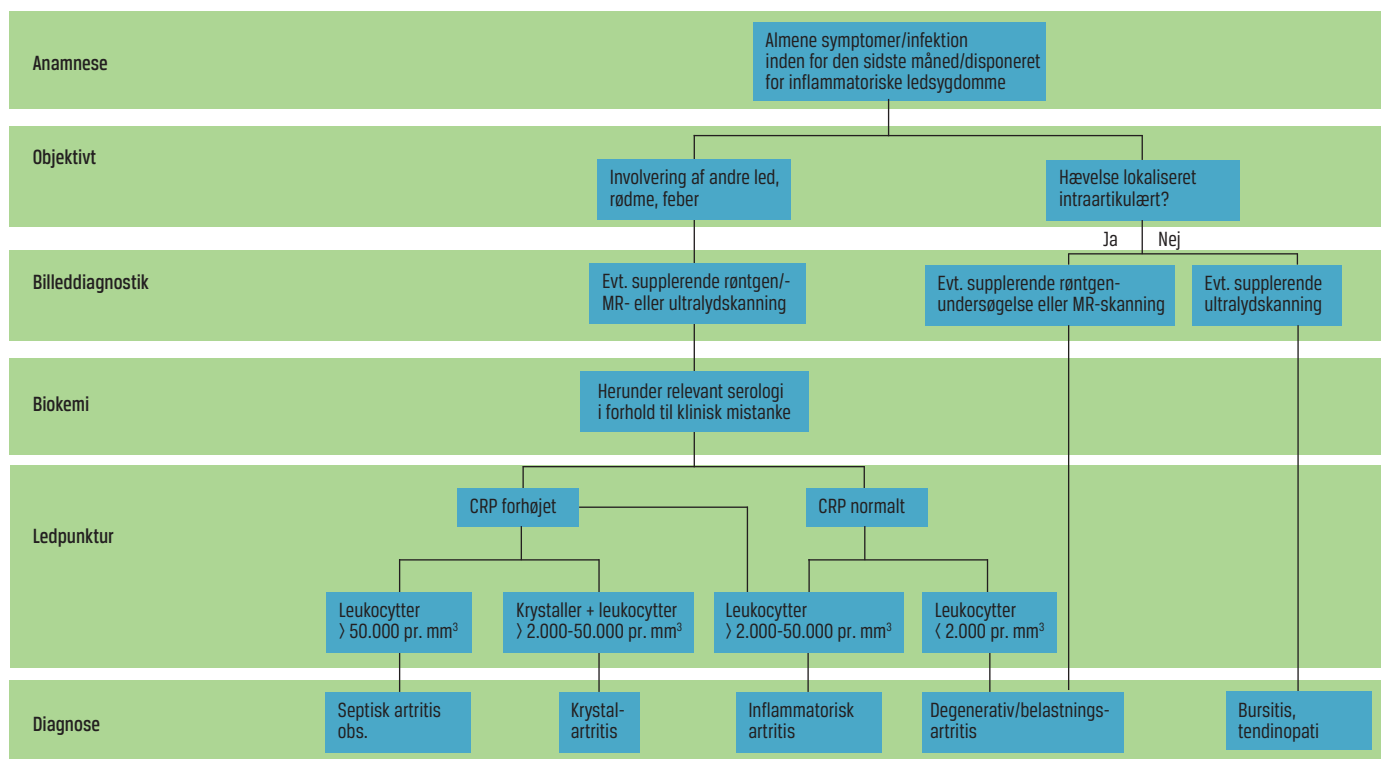 Anamnese
Almene symptomer/infektion
inden for den sidste måned/disponeret
for inflammatoriske ledsygdomme
Objektivt
Involvering af andre led,
rødme, feber
Hævelse lokaliseret
intraartikulært?
Ja
Nej
Billeddiagnostik
Evt. supplerende røntgen/-
MR- eller ultralydskanning
Evt. supplerende røntgen-
undersøgelse eller MR-skanning
Evt. supplerende
ultralydskanning
Biokemi
Herunder relevant serologi
i forhold til klinisk mistanke
Ledpunktur
CRP forhøjet
CRP normalt
Leukocytter
> 50.000 pr. mm³
Krystaller + leukocytter
> 2.000-50.000 pr. mm³
Leukocytter
> 2.000-50.000 pr. mm³
Leukocytter
< 2.000 pr. mm³
Diagnose
Septisk artritis
obs.
Krystal-
artritis
Inflammatorisk
artritis
Degenerativ/belastnings-
artritis
Bursitis,
tendinopati